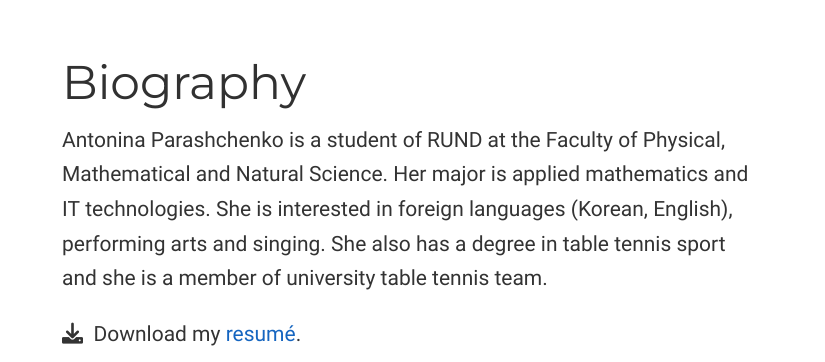 Biography
Antonina Parashchenko is a student of RUND at the Faculty of Physical,
Mathematical and Natural Science. Her major is applied mathematics and
IT technologies. She is interested in foreign languages (Korean, English),
performing arts and singing. She also has a degree in table tennis sport
and she is a member of university table tennis team.
Download my resumé.